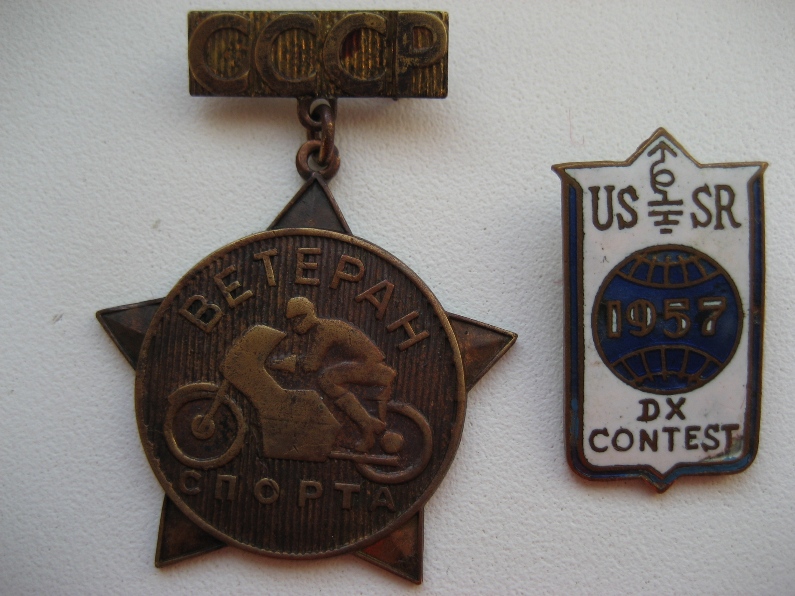 СССР
ВЕТЕРАН
СПОРТА
US SR
1957
DX
CONTEST